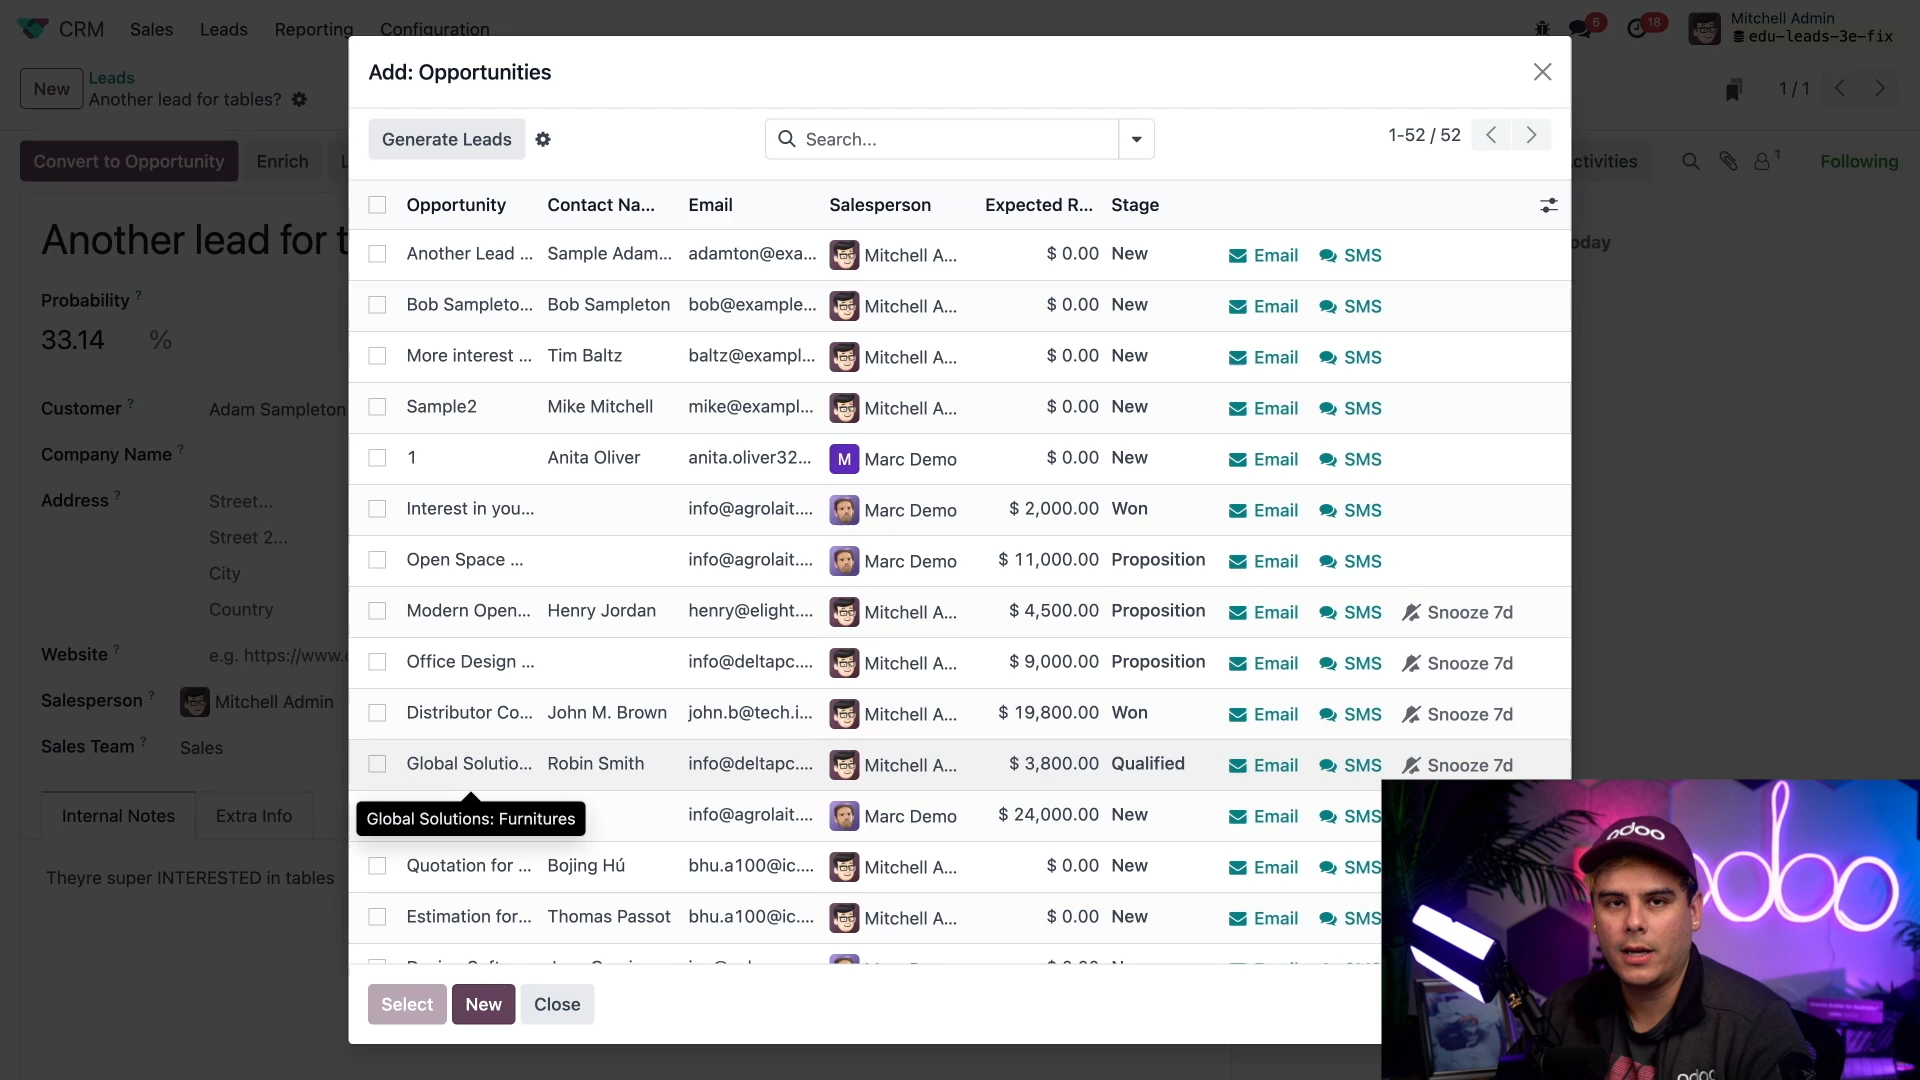 CRM Sales Leads Reporting Configuration 6 18 Mitchell Admin
edu-leads-3e-fix
New Leads
Another lead for tables? 1 / 1
Convert to Opportunity Enrich ctivities 1 Following
Another lead for t
oday
Probability ?
33.14 %
Customer ? Adam Sampleton
Company Name ?
Address ? Street...
Street 2...
City
Country
Website ? e.g. https://www.
Salesperson ? Mitchell Admin
Sales Team ? Sales
Internal Notes Extra Info
Theyre super INTERESTED in tables
Add: Opportunities
Generate Leads Search... 1-52 / 52
Opportunity Contact Na... Email Salesperson Expected R... Stage
Another Lead ... Sample Adam... adamton@exa... Mitchell A... $ 0.00 New Email SMS
Bob Sampleto... Bob Sampleton bob@example... Mitchell A... $ 0.00 New Email SMS
More interest ... Tim Baltz baltz@exampl... Mitchell A... $ 0.00 New Email SMS
Sample2 Mike Mitchell mike@exampl... Mitchell A... $ 0.00 New Email SMS
1 Anita Oliver anita.oliver32... M Marc Demo $ 0.00 New Email SMS
Interest in you... info@agrolait.... Marc Demo $ 2,000.00 Won Email SMS
Open Space ... info@agrolait.... Marc Demo $ 11,000.00 Proposition Email SMS
Modern Open... Henry Jordan henry@elight.... Mitchell A... $ 4,500.00 Proposition Email SMS Snooze 7d
Office Design ... info@deltapc.... Mitchell A... $ 9,000.00 Proposition Email SMS Snooze 7d
Distributor Co... John M. Brown john.b@tech.i... Mitchell A... $ 19,800.00 Won Email SMS Snooze 7d
Global Solutio... Robin Smith info@deltapc.... Mitchell A... $ 3,800.00 Qualified Email SMS Snooze 7d
Global Solutions: Furnitures info@agrolait.... Marc Demo $ 24,000.00 New Email SMS
Quotation for ... Bojing Hú bhu.a100@ic.... Mitchell A... $ 0.00 New Email SMS
Estimation for... Thomas Passot bhu.a100@ic.... Mitchell A... $ 0.00 New Email SMS
Select New Close
odoo
odoo
odoo